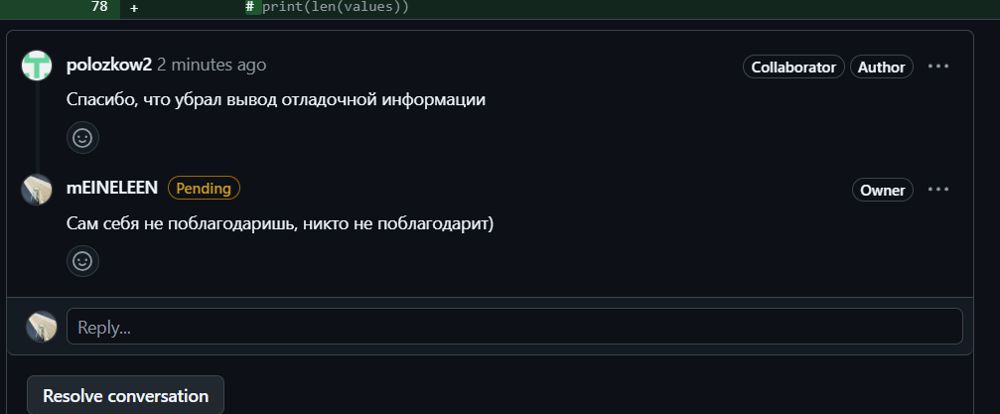 78 + # print(len(values))
polozkow2 2 minutes ago Collaborator Author ...
Спасибо, что убрал вывод отладочной информации
mEINELEEN Pending Owner ...
Сам себя не поблагодаришь, никто не поблагодарит)
Reply...
Resolve conversation